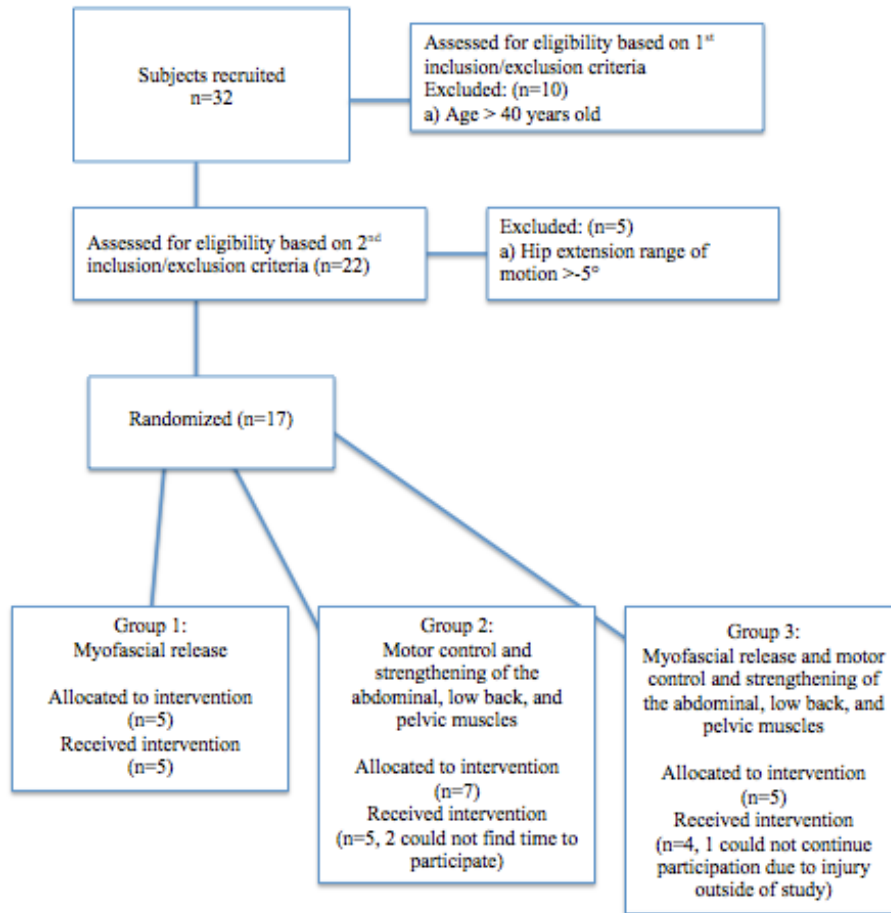 Subjects recruited
n=32
Assessed for eligibility based on 1st
inclusion/exclusion criteria
Excluded: (n=10)
a) Age > 40 years old
Assessed for eligibility based on 2nd
inclusion/exclusion criteria (n=22)
Excluded: (n=5)
a) Hip extension range of
motion >-5°
Randomized (n=17)
Group 1:
Myofascial release
Allocated to intervention
(n=5)
Received intervention
(n=5)
Group 2:
Motor control and
strengthening of the
abdominal, low back, and
pelvic muscles
Allocated to intervention
(n=7)
Received intervention
(n=5, 2 could not find time to
participate)
Group 3:
Myofascial release and motor
control and strengthening of
the abdominal, low back, and
pelvic muscles
Allocated to intervention
(n=5)
Received intervention
(n=4, 1 could not continue
participation due to injury
outside of study)